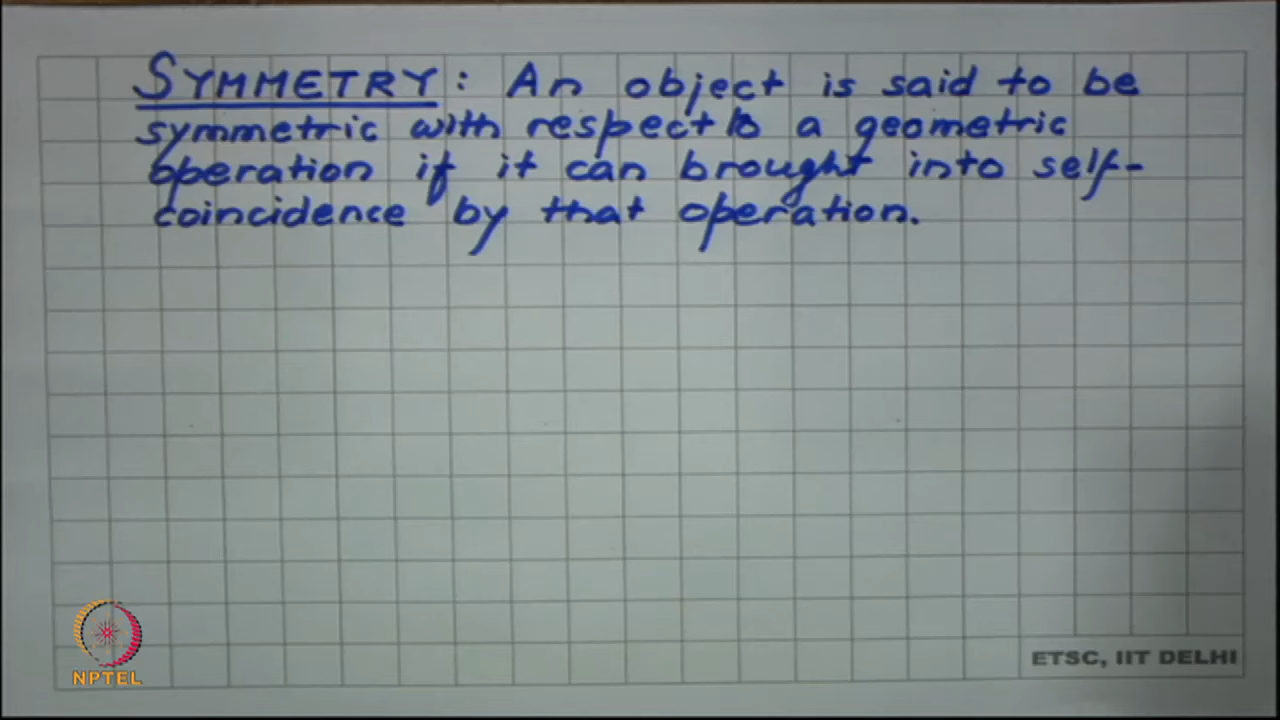 SYMMETRY: An object is said to be
symmetric with respect to a geometric
operation if it can brought into self-
coincidence by that operation.
NPTEL
ETSC, IIT DELHI